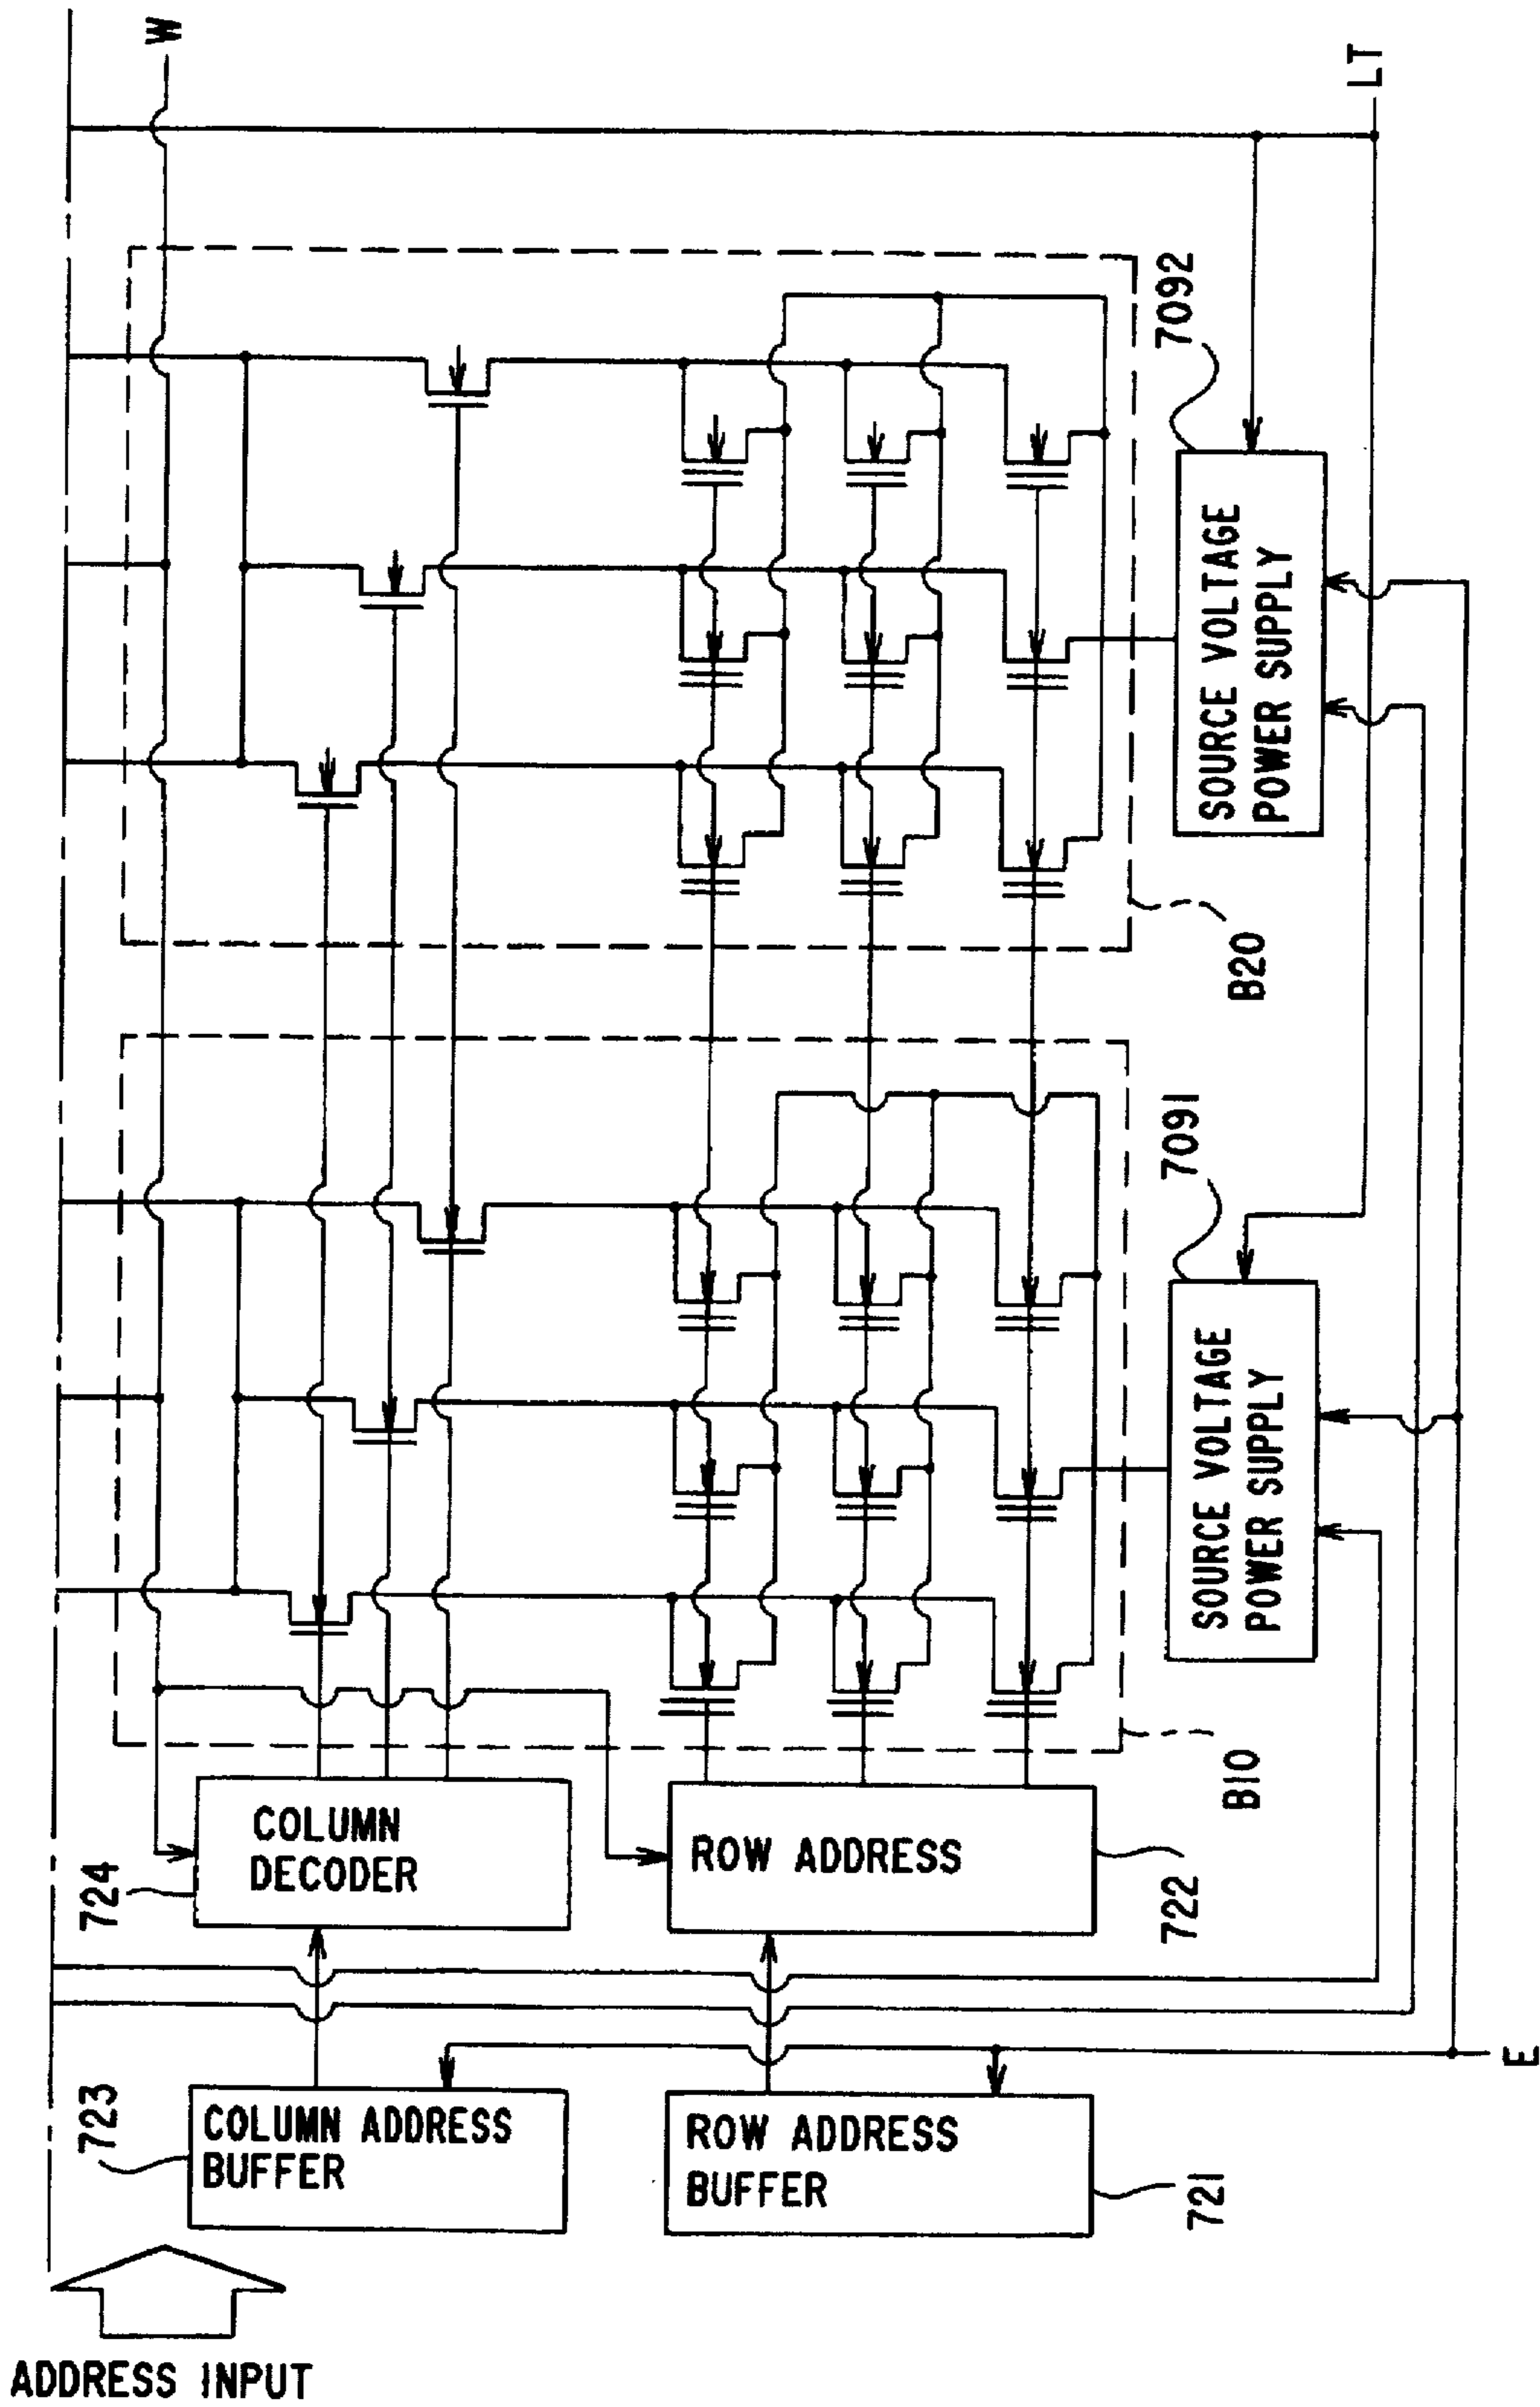 W
LT
7092
SOURCE VOLTAGE
POWER SUPPLY
B20
7091
SOURCE VOLTAGE
POWER SUPPLY
B10
COLUMN
DECODER
724
ROW ADDRESS
722
E
723
COLUMN ADDRESS
BUFFER
ROW ADDRESS
BUFFER
721
ADDRESS INPUT